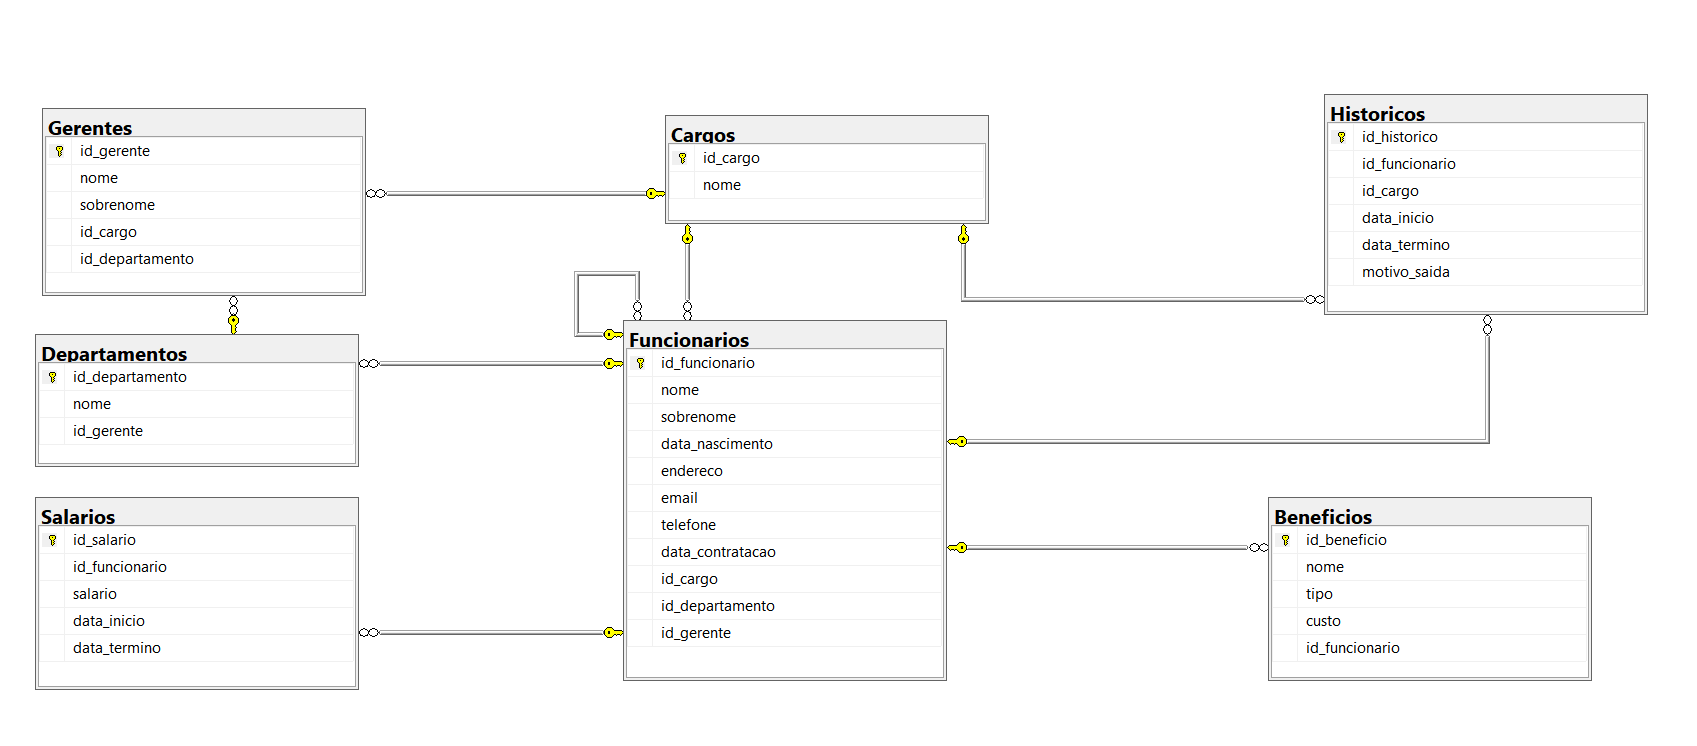 Gerentes
id_gerente
nome
sobrenome
id_cargo
id_departamento
Cargos
id_cargo
nome
Historicos
id_historico
id_funcionario
id_cargo
data_inicio
data_termino
motivo_saida
Departamentos
id_departamento
nome
id_gerente
Funcionarios
id_funcionario
nome
sobrenome
data_nascimento
endereco
email
telefone
data_contratacao
id_cargo
id_departamento
id_gerente
Salarios
id_salario
id_funcionario
salario
data_inicio
data_termino
Beneficios
id_beneficio
nome
tipo
custo
id_funcionario